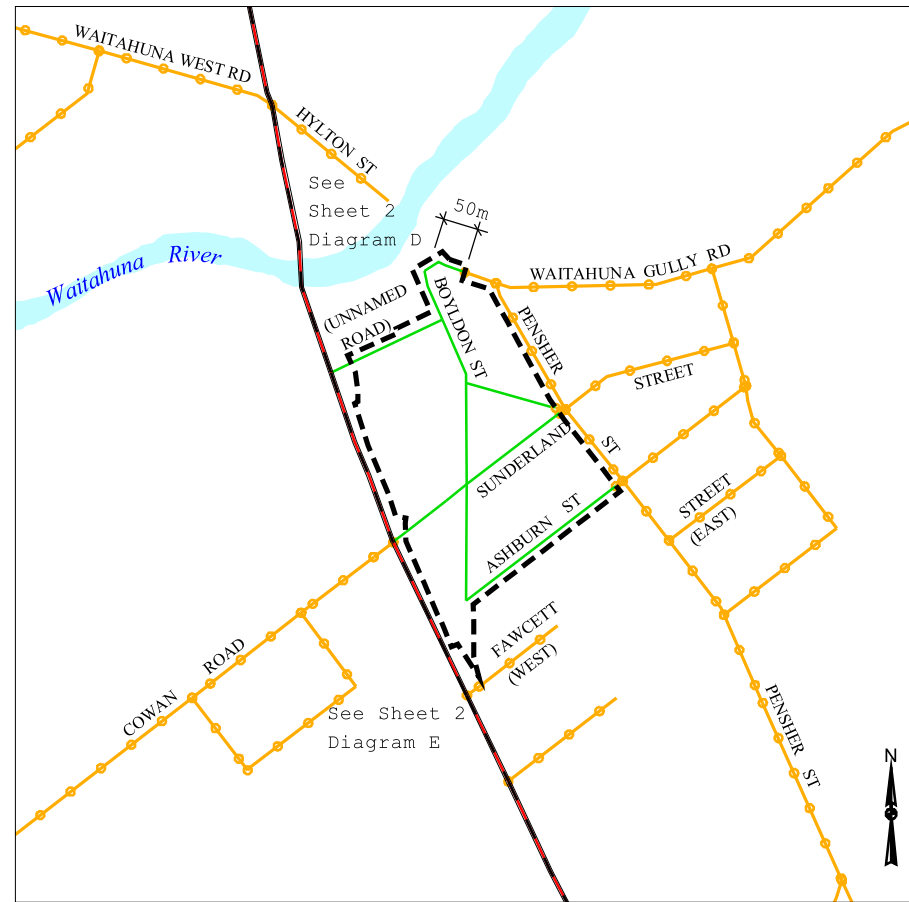 WAITAHUNA WEST RD
HYLTON ST
See
Sheet 2
Diagram D
50m
Waitahuna River
WAITAHUNA GULLY RD
(UNNAMED
ROAD)
BOYLDON ST
PENSHER
ST
STREET
SUNDERLAND
STREET
(EAST)
ASHBURN ST
FAWCETT
(WEST)
COWAN ROAD
See Sheet 2
Diagram E
PENSHER ST
N